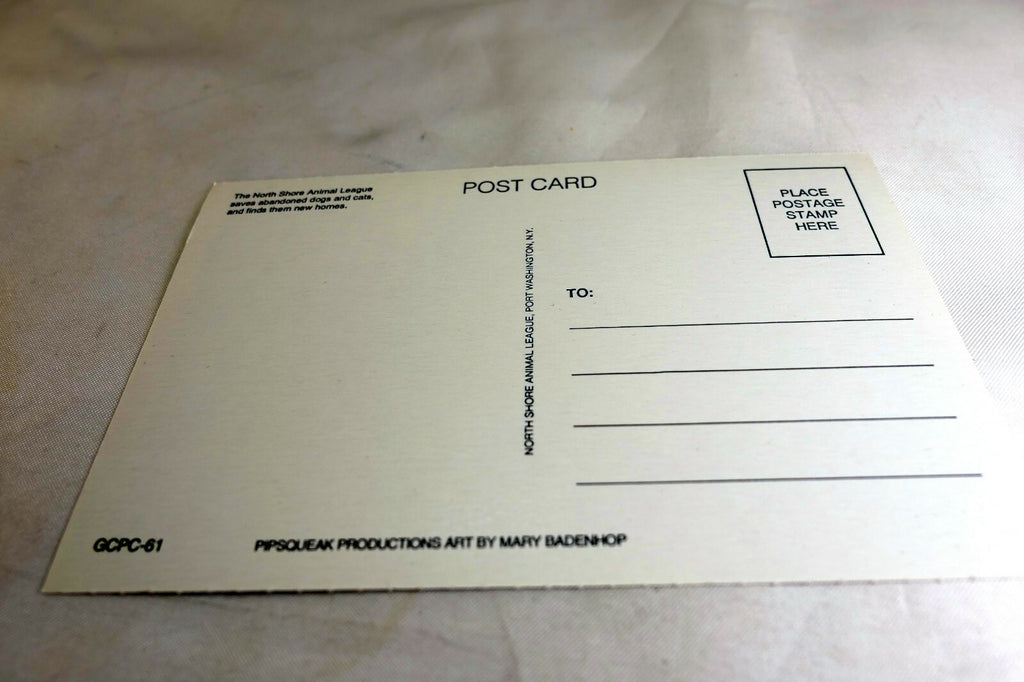 The North Shore Animal League
saves abandoned dogs and cats,
and finds them new homes.
POST CARD
PLACE
POSTAGE
STAMP
HERE
NORTH SHORE ANIMAL LEAGUE, PORT WASHINGTON, N.Y.
TO:
GCPC-61
PIPSQUEAK PRODUCTIONS ART BY MARY BADENHOP